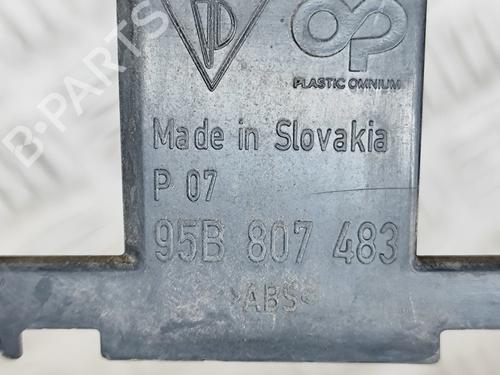 PLASTIC OMNIUM
Made in Slovakia
P 07
95B 807 483
>ABS<
B-PARTS